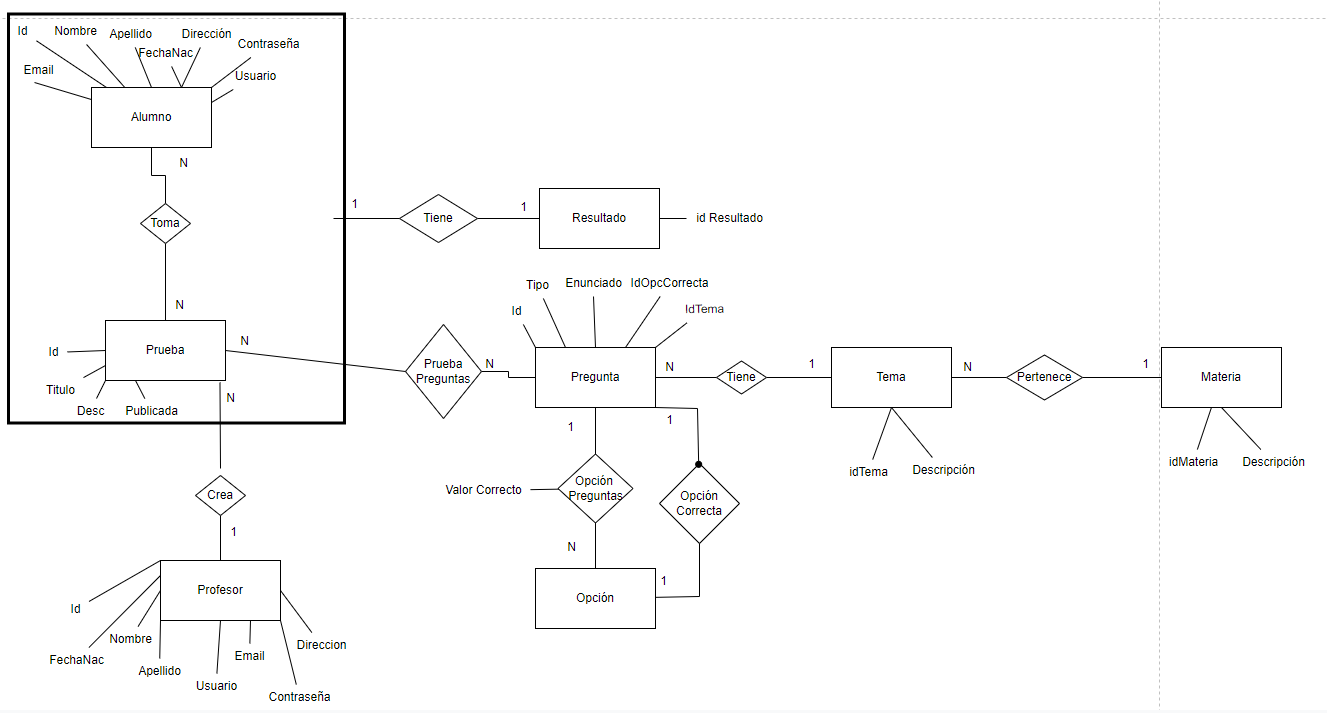 Id
Nombre
Apellido
Dirección
FechaNac
Contraseña
Email
Usuario
Alumno
N
Toma
N
1
Tiene
1
Resultado
id Resultado
Id
Prueba
N
Titulo
Desc
Publicada
N
Prueba
Preguntas
N
Tipo
Enunciado
IdOpcCorrecta
Id
IdTema
Pregunta
N
Tiene
1
Tema
N
Pertenece
1
Materia
idTema
Descripción
idMateria
Descripción
1
1
Valor Correcto
Opción
Preguntas
Opción
Correcta
N
1
Opción
Crea
1
Profesor
Id
FechaNac
Nombre
Apellido
Usuario
Email
Contraseña
Direccion